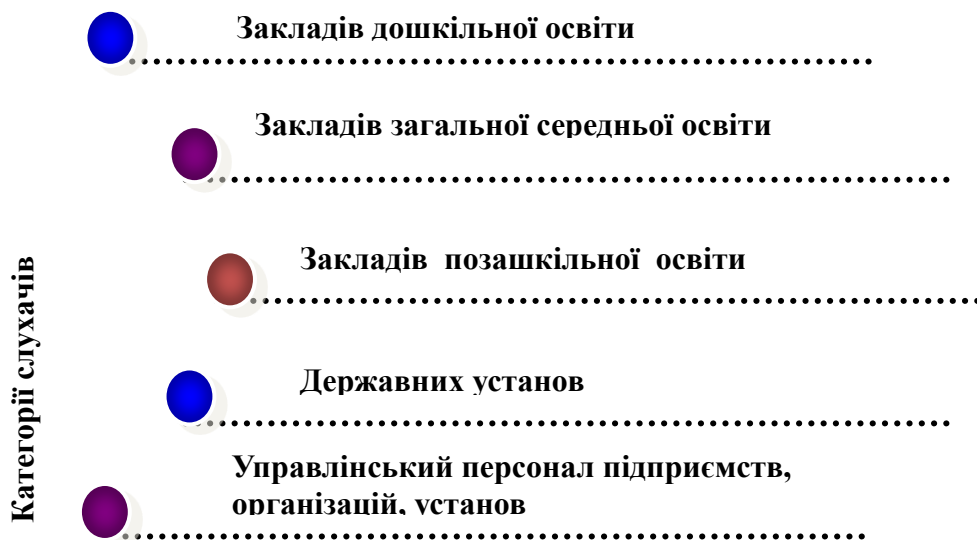 Закладів дошкільної освіти
Закладів загальної середньої освіти
Закладів позашкільної освіти
Державних установ
Управлінський персонал підприємств,
організацій, установ
Категорії слухачів